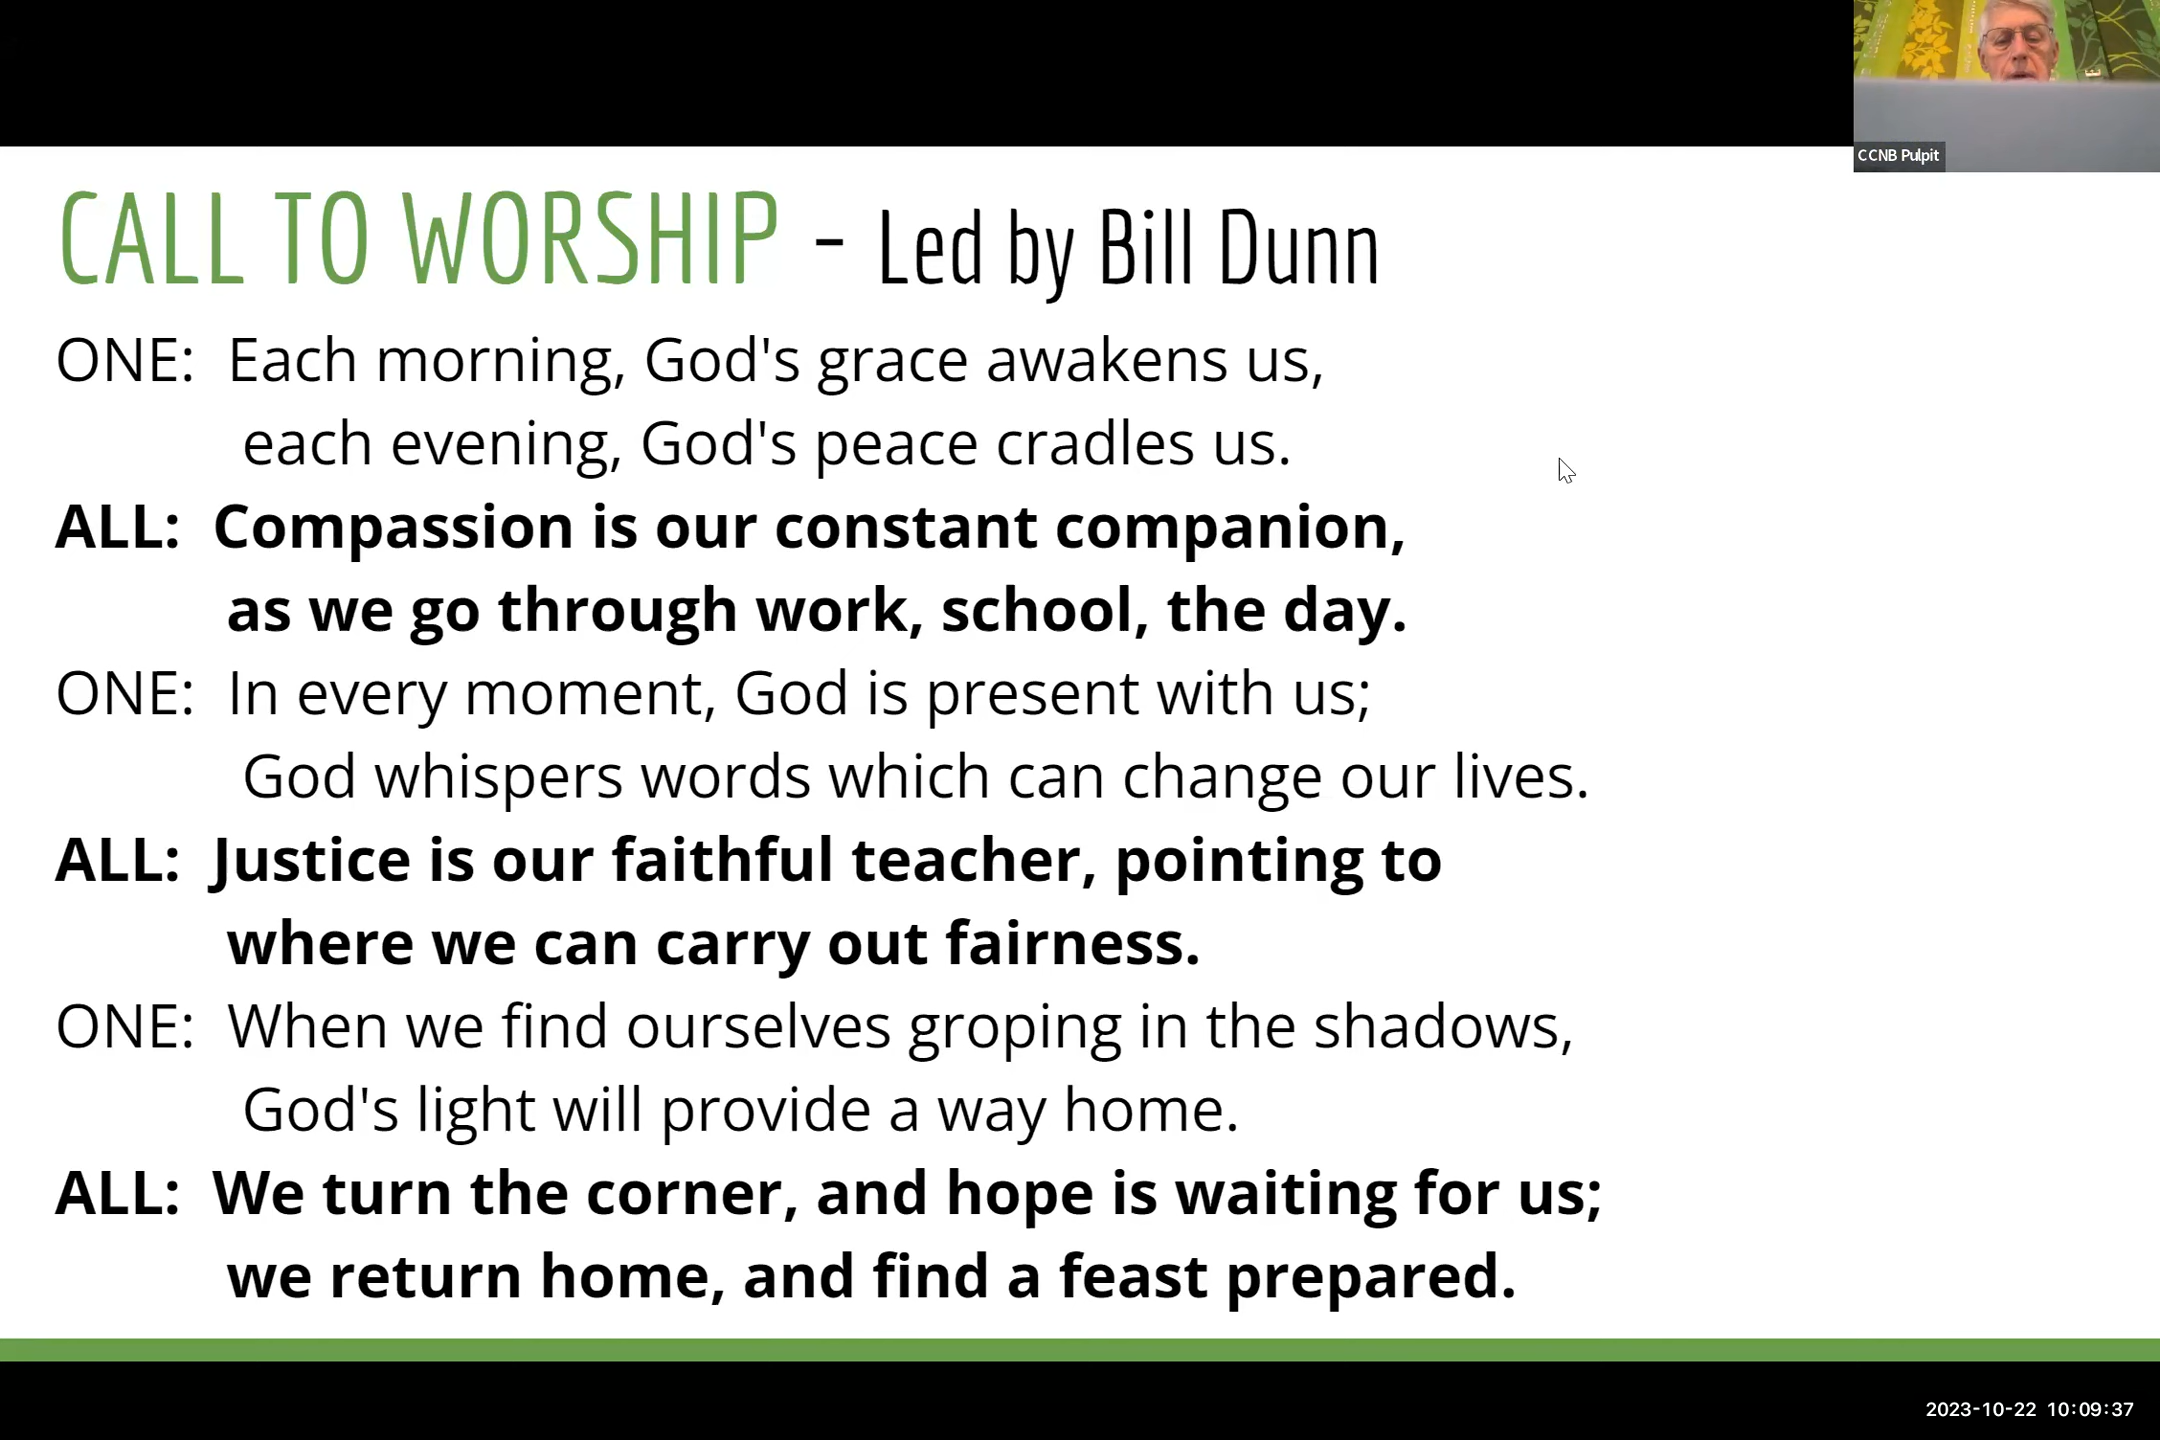 CCNB Pulpit
CALL TO WORSHIP - Led by Bill Dunn
ONE: Each morning, God's grace awakens us,
each evening, God's peace cradles us.
ALL: Compassion is our constant companion,
as we go through work, school, the day.
ONE: In every moment, God is present with us;
God whispers words which can change our lives.
ALL: Justice is our faithful teacher, pointing to
where we can carry out fairness.
ONE: When we find ourselves groping in the shadows,
God's light will provide a way home.
ALL: We turn the corner, and hope is waiting for us;
we return home, and find a feast prepared.
2023-10-22 10:09:37